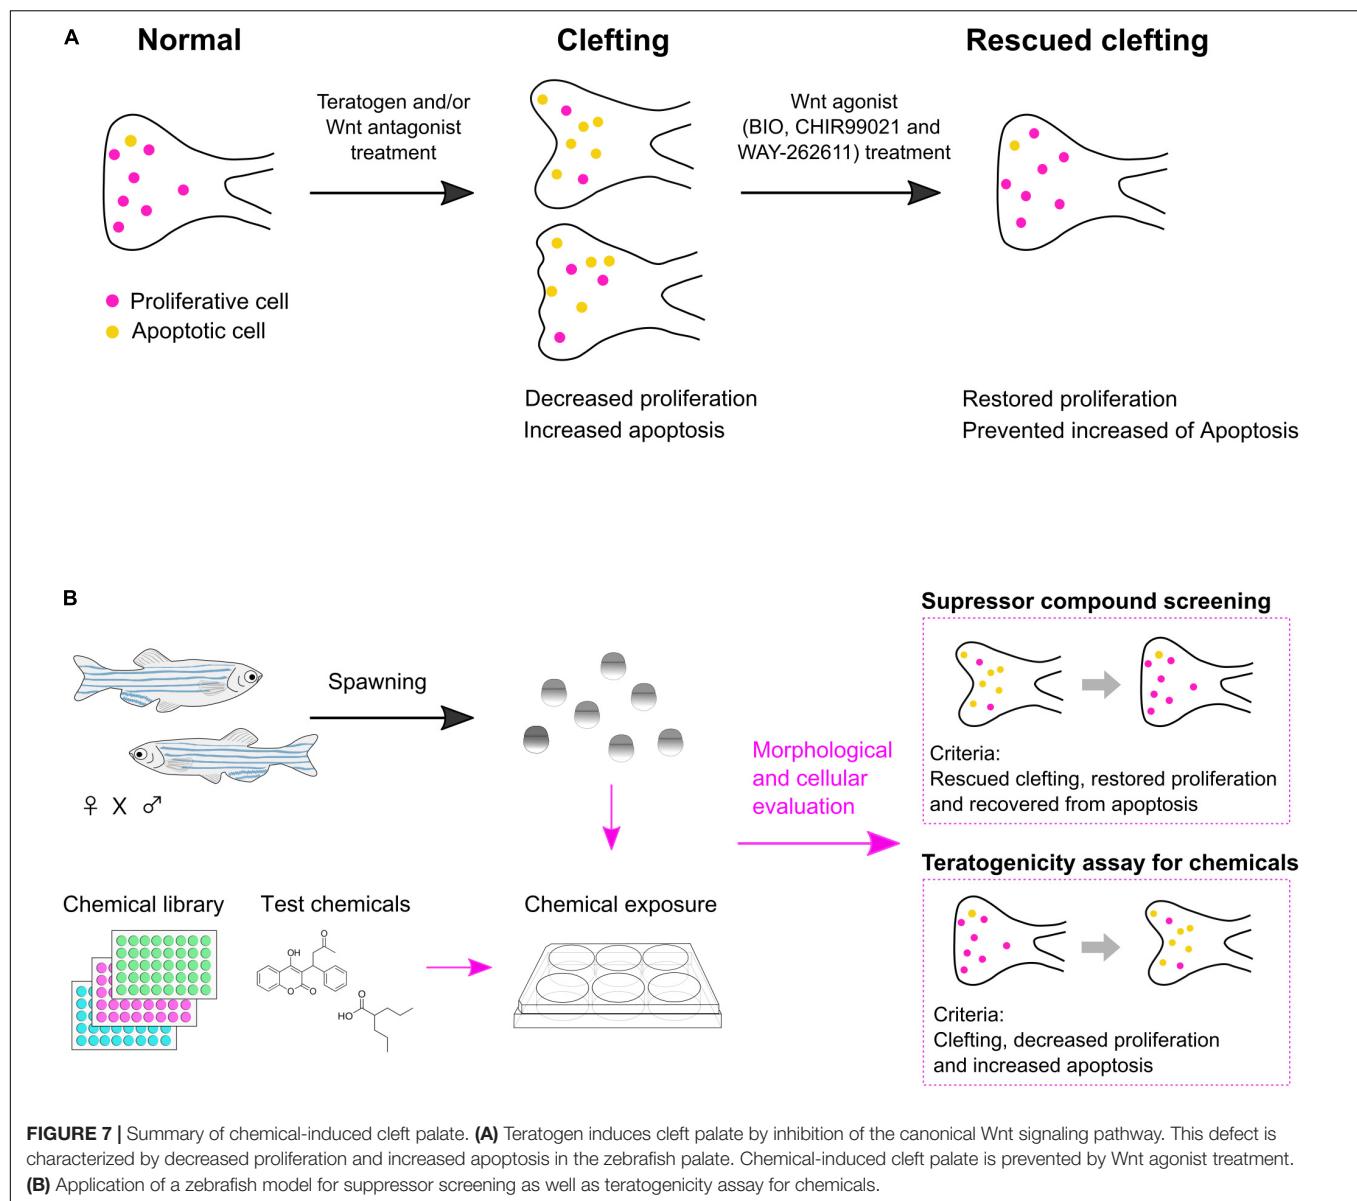 A
Normal
Clefting
Rescued clefting
Teratogen and/or
Wnt antagonist
treatment
Wnt agonist
(BIO, CHIR99021 and
WAY-262611) treatment
Proliferative cell
Apoptotic cell
Decreased proliferation
Increased apoptosis
Restored proliferation
Prevented increased of Apoptosis
B
Spawning
♀ X ♂
Morphological
and cellular
evaluation
Supressor compound screening
Criteria:
Rescued clefting, restored proliferation
and recovered from apoptosis
Teratogenicity assay for chemicals
Criteria:
Clefting, decreased proliferation
and increased apoptosis
Chemical library
Test chemicals
Chemical exposure
O
OH
O
O
O
HO
FIGURE 7 | Summary of chemical-induced cleft palate. (A) Teratogen induces cleft palate by inhibition of the canonical Wnt signaling pathway. This defect is
characterized by decreased proliferation and increased apoptosis in the zebrafish palate. Chemical-induced cleft palate is prevented by Wnt agonist treatment.
(B) Application of a zebrafish model for suppressor screening as well as teratogenicity assay for chemicals.